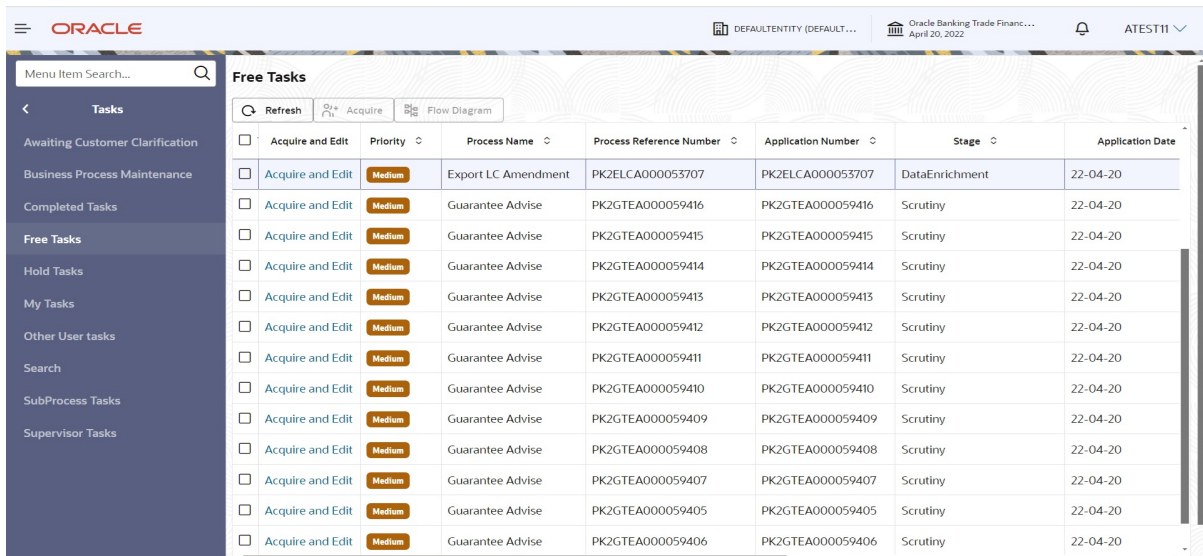 ORACLE
DEFAULTENTITY (DEFAULT...
Oracle Banking Trade Financ...
April 20, 2022
ATEST11
Menu Item Search...
Tasks
Awaiting Customer Clarification
Business Process Maintenance
Completed Tasks
Free Tasks
Hold Tasks
My Tasks
Other User tasks
Search
SubProcess Tasks
Supervisor Tasks
Free Tasks
Refresh Acquire Flow Diagram
Acquire and Edit Priority Process Name Process Reference Number Application Number Stage Application Date
Acquire and Edit Medium Export LC Amendment PK2ELCA000053707 PK2ELCA000053707 DataEnrichment 22-04-20
Acquire and Edit Medium Guarantee Advise PK2GTEA000059416 PK2GTEA000059416 Scrutiny 22-04-20
Acquire and Edit Medium Guarantee Advise PK2GTEA000059415 PK2GTEA000059415 Scrutiny 22-04-20
Acquire and Edit Medium Guarantee Advise PK2GTEA000059414 PK2GTEA000059414 Scrutiny 22-04-20
Acquire and Edit Medium Guarantee Advise PK2GTEA000059413 PK2GTEA000059413 Scrutiny 22-04-20
Acquire and Edit Medium Guarantee Advise PK2GTEA000059412 PK2GTEA000059412 Scrutiny 22-04-20
Acquire and Edit Medium Guarantee Advise PK2GTEA000059411 PK2GTEA000059411 Scrutiny 22-04-20
Acquire and Edit Medium Guarantee Advise PK2GTEA000059410 PK2GTEA000059410 Scrutiny 22-04-20
Acquire and Edit Medium Guarantee Advise PK2GTEA000059409 PK2GTEA000059409 Scrutiny 22-04-20
Acquire and Edit Medium Guarantee Advise PK2GTEA000059408 PK2GTEA000059408 Scrutiny 22-04-20
Acquire and Edit Medium Guarantee Advise PK2GTEA000059407 PK2GTEA000059407 Scrutiny 22-04-20
Acquire and Edit Medium Guarantee Advise PK2GTEA000059405 PK2GTEA000059405 Scrutiny 22-04-20
Acquire and Edit Medium Guarantee Advise PK2GTEA000059406 PK2GTEA000059406 Scrutiny 22-04-20